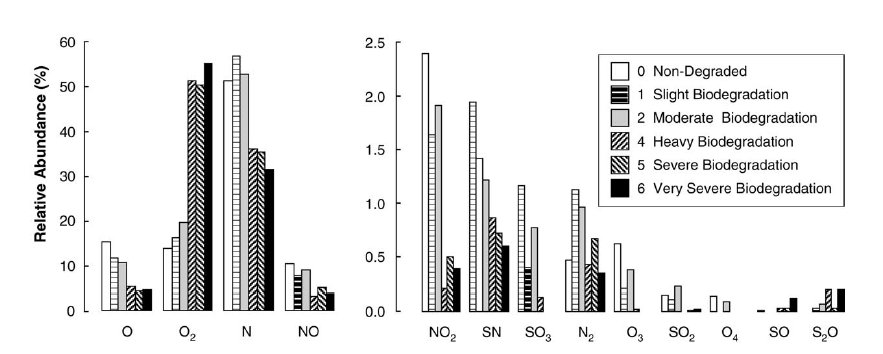 Relative Abundance (%)
60
50
40
30
20
10
0
O O₂ N NO
2.5
2.0
1.5
1.0
0.5
0.0
NO₂ SN SO₃ N₂ O₃ SO₂ O₄ SO S₂O
0 Non-Degraded
1 Slight Biodegradation
2 Moderate Biodegradation
4 Heavy Biodegradation
5 Severe Biodegradation
6 Very Severe Biodegradation